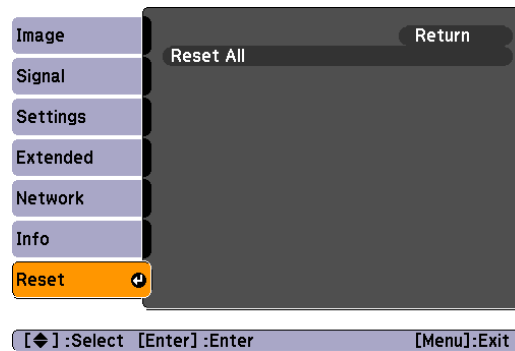 Image
Signal
Settings
Extended
Network
Info
Reset
Return
Reset All
[◆] :Select [Enter] :Enter [Menu]:Exit